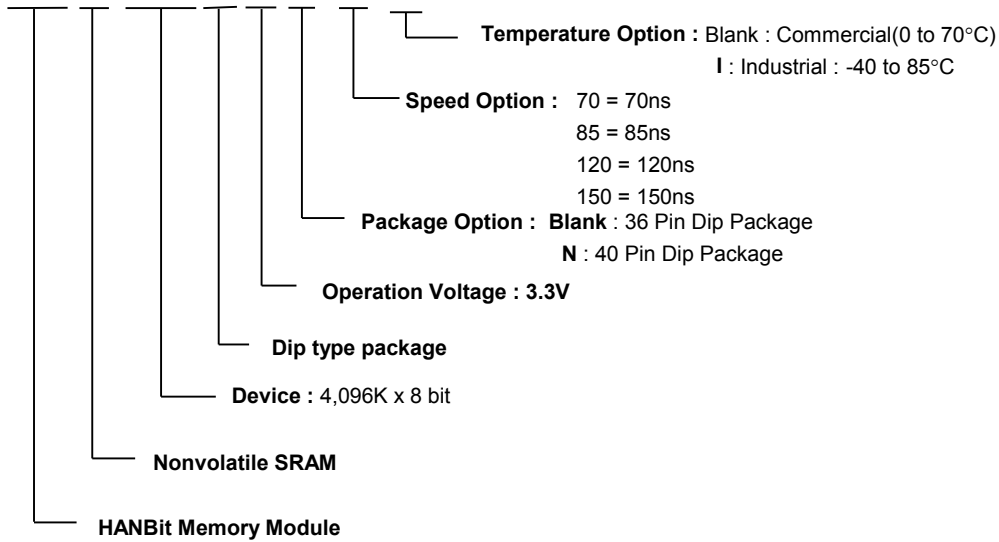 Temperature Option : Blank : Commercial(0 to 70°C)
I : Industrial : -40 to 85°C
Speed Option : 70 = 70ns
85 = 85ns
120 = 120ns
150 = 150ns
Package Option : Blank : 36 Pin Dip Package
N : 40 Pin Dip Package
Operation Voltage : 3.3V
Dip type package
Device : 4,096K x 8 bit
Nonvolatile SRAM
HANBit Memory Module